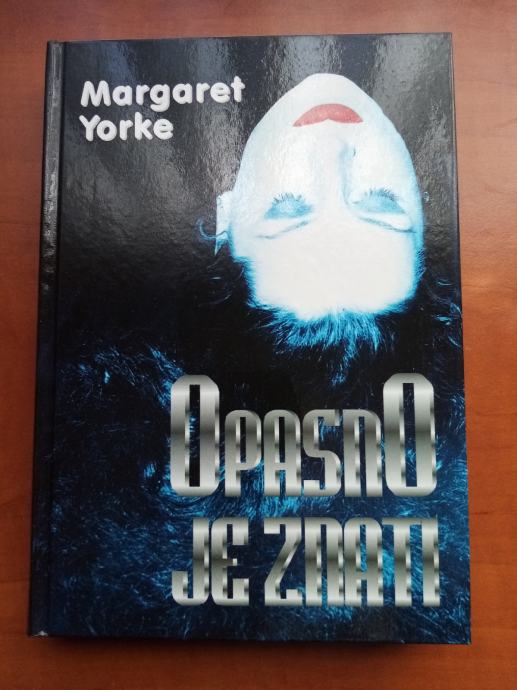 Margaret
Yorke
OpasnO
je znati